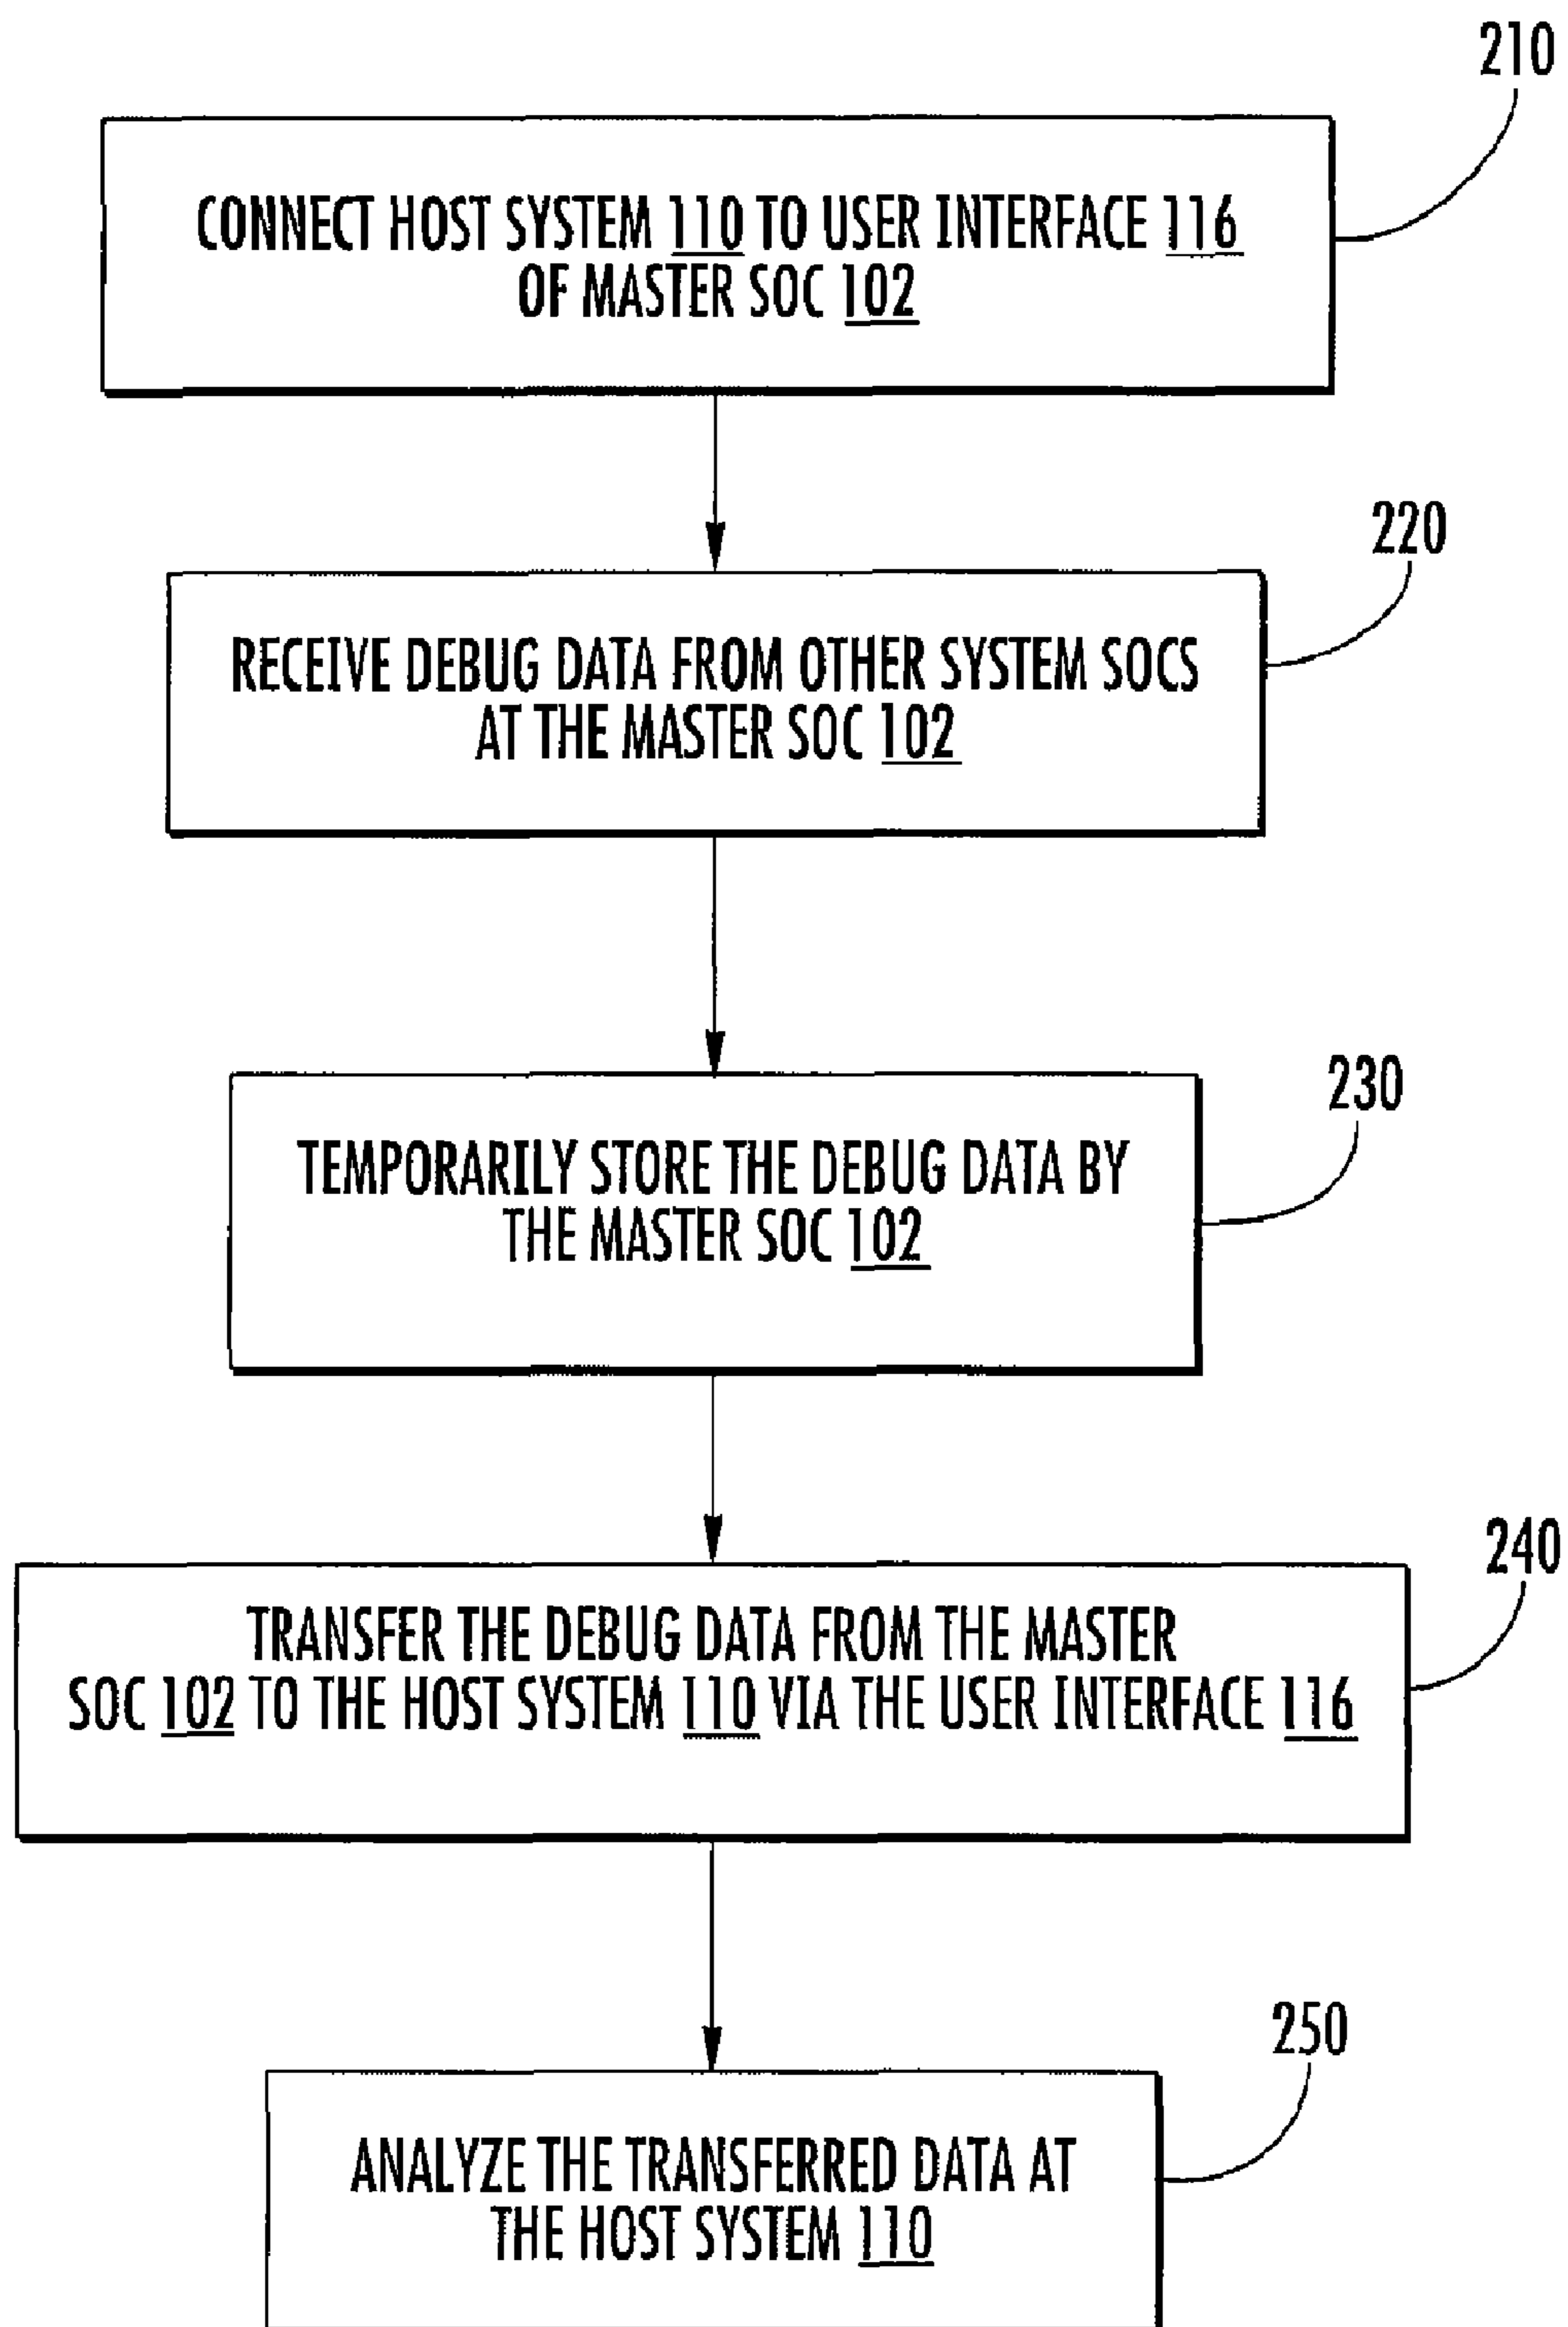 210
CONNECT HOST SYSTEM 110 TO USER INTERFACE 116
OF MASTER SOC 102
220
RECEIVE DEBUG DATA FROM OTHER SYSTEM SOCS
AT THE MASTER SOC 102
230
TEMPORARILY STORE THE DEBUG DATA BY
THE MASTER SOC 102
240
TRANSFER THE DEBUG DATA FROM THE MASTER
SOC 102 TO THE HOST SYSTEM 110 VIA THE USER INTERFACE 116
250
ANALYZE THE TRANSFERRED DATA AT
THE HOST SYSTEM 110